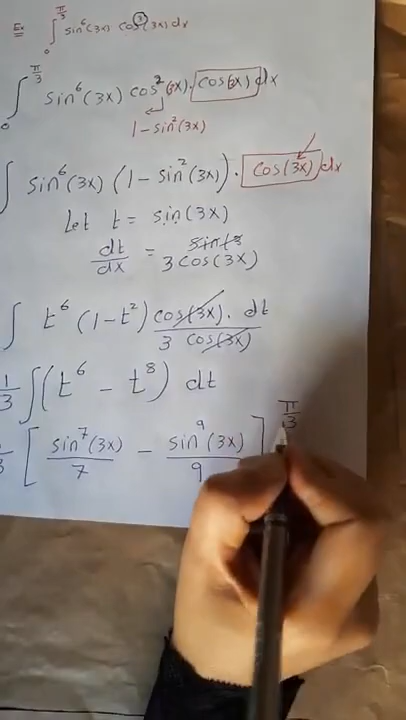 Ex ∫₀^(π/3) sin⁶(3x) cos³(3x) dx
∫₀^(π/3) sin⁶(3x) cos²(3x) · cos(3x) dx
1 - sin²(3x)
∫ sin⁶(3x) (1 - sin²(3x)) · cos(3x) dx
Let t = sin(3x)
dt/dx = 3 cos(3x)
∫ t⁶ (1 - t²) cos(3x) · dt / 3 cos(3x)
1/3 ∫ (t⁶ - t⁸) dt
[ sin⁷(3x)/7 - sin⁹(3x)/9 ] π/3